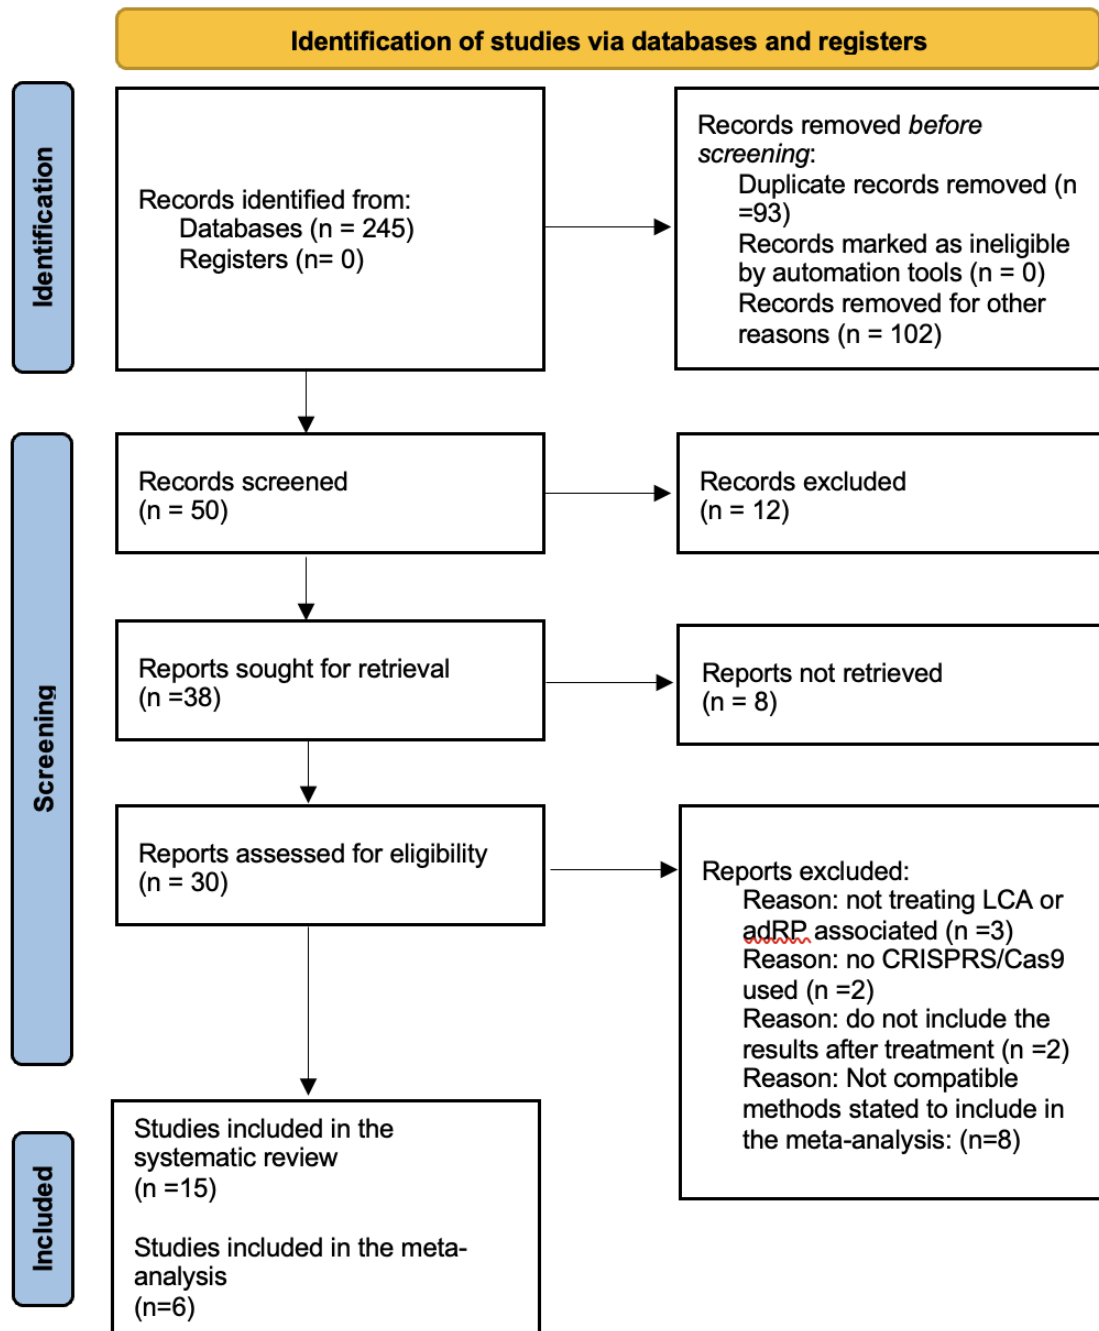 Identification of studies via databases and registers
Identification
Records identified from:
Databases (n = 245)
Registers (n= 0)
Records removed before
screening:
Duplicate records removed (n
=93)
Records marked as ineligible
by automation tools (n = 0)
Records removed for other
reasons (n = 102)
Screening
Records screened
(n = 50)
Records excluded
(n = 12)
Reports sought for retrieval
(n =38)
Reports not retrieved
(n = 8)
Reports assessed for eligibility
(n = 30)
Reports excluded:
Reason: not treating LCA or
adRP associated (n =3)
Reason: no CRISPRS/Cas9
used (n =2)
Reason: do not include the
results after treatment (n =2)
Reason: Not compatible
methods stated to include in
the meta-analysis: (n=8)
Included
Studies included in the
systematic review
(n =15)
Studies included in the meta-
analysis
(n=6)